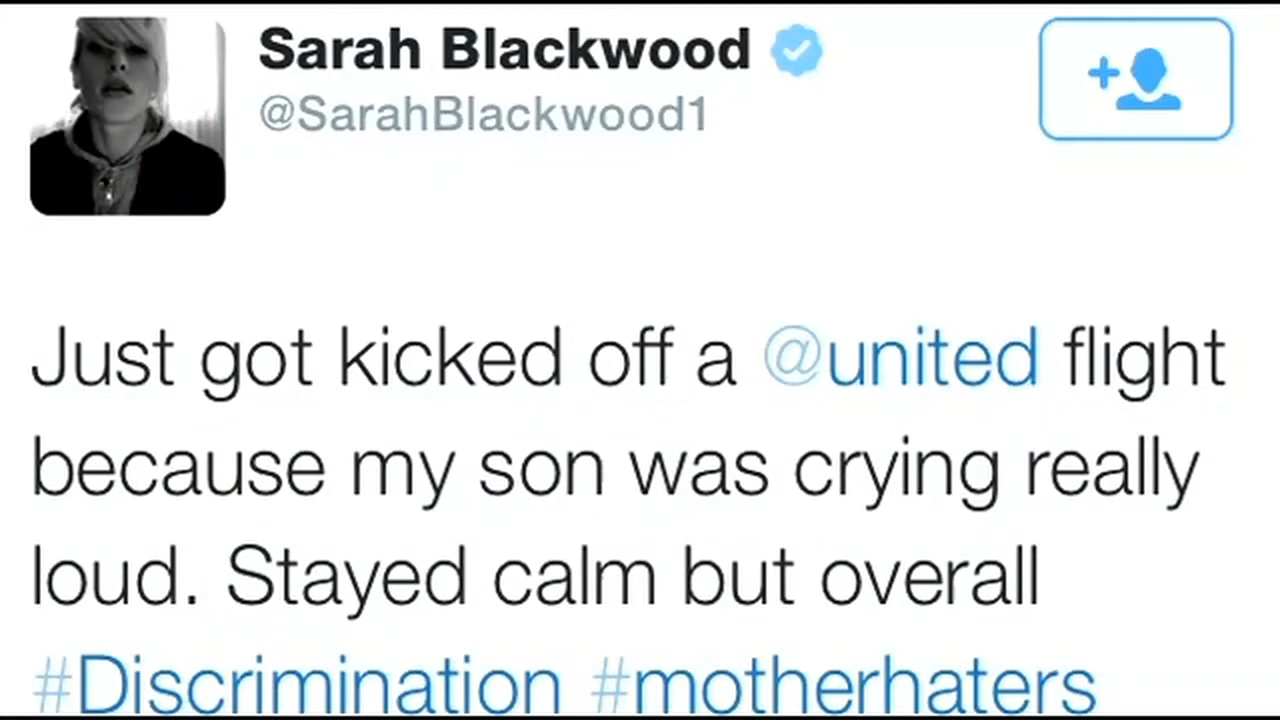 Sarah Blackwood
@SarahBlackwood1
Just got kicked off a @united flight
because my son was crying really
loud. Stayed calm but overall
#Discrimination #motherhaters